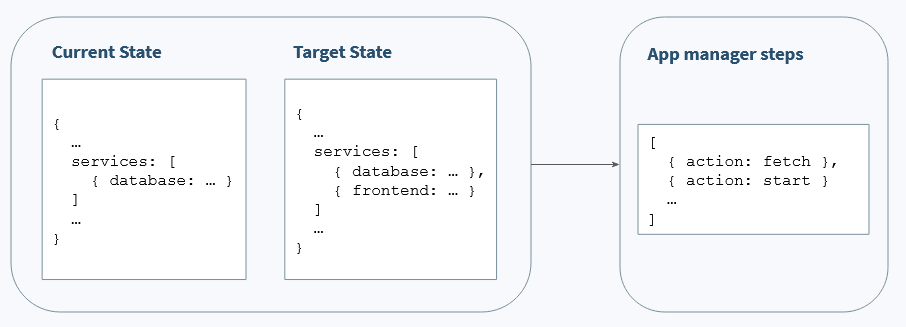 Current State
{
…
services: [
{ database: … }
]
…
}
Target State
{
…
services: [
{ database: … },
{ frontend: … }
]
…
}
App manager steps
[
{ action: fetch },
{ action: start }
…
]